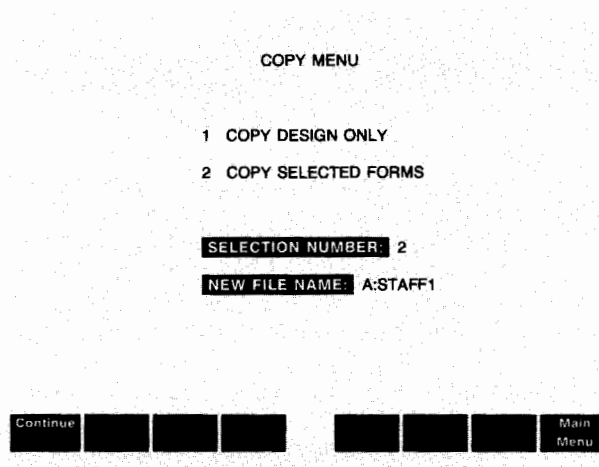 COPY MENU
1 COPY DESIGN ONLY
2 COPY SELECTED FORMS
SELECTION NUMBER: 2
NEW FILE NAME: A:STAFF1
Continue Main
Menu